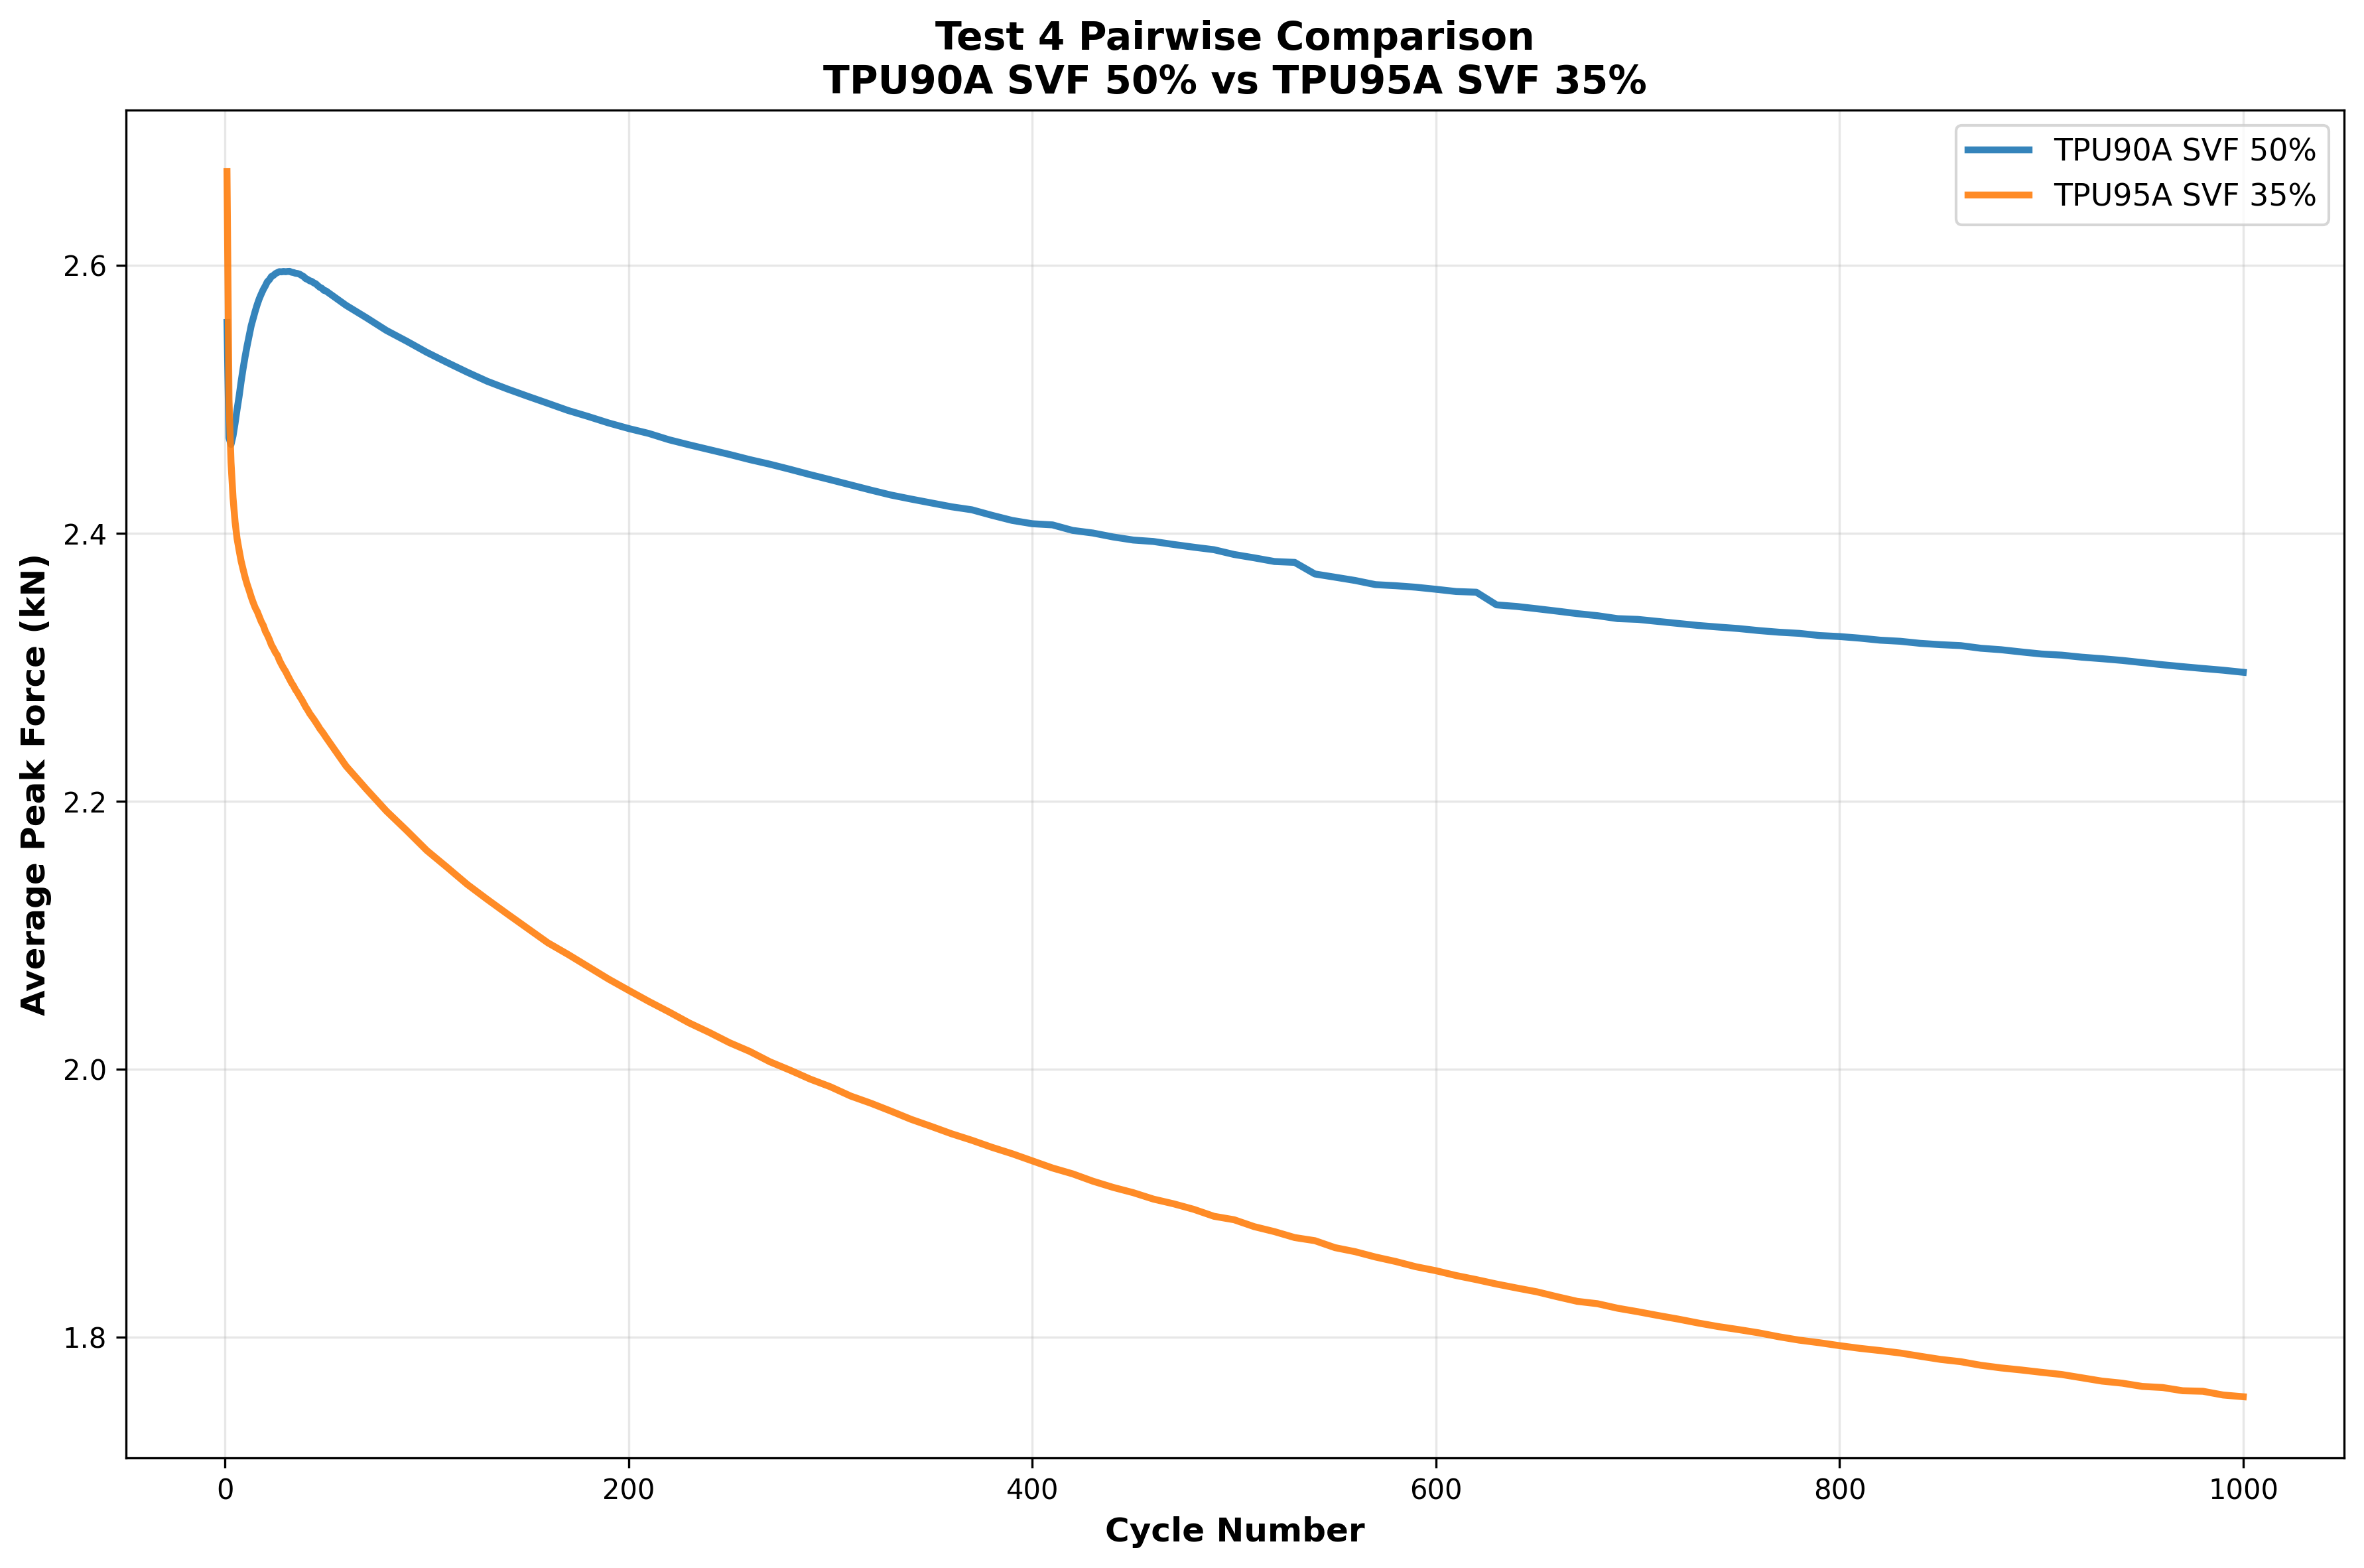 Test 4 Pairwise Comparison
TPU90A SVF 50% vs TPU95A SVF 35%
TPU90A SVF 50%
TPU95A SVF 35%
Average Peak Force (kN)
2.6
2.4
2.2
2.0
1.8
0
200
400
600
800
1000
Cycle Number